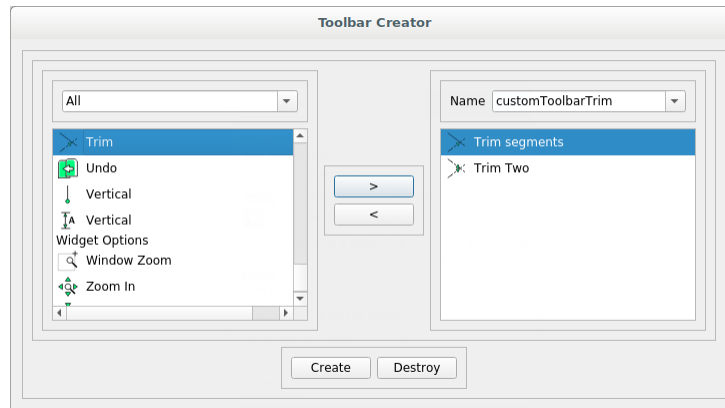 Toolbar Creator
All
Name customToolbarTrim
Trim
Undo
Vertical
A Vertical
Widget Options
Window Zoom
Zoom In
>
<
Trim segments
Trim Two
Create
Destroy